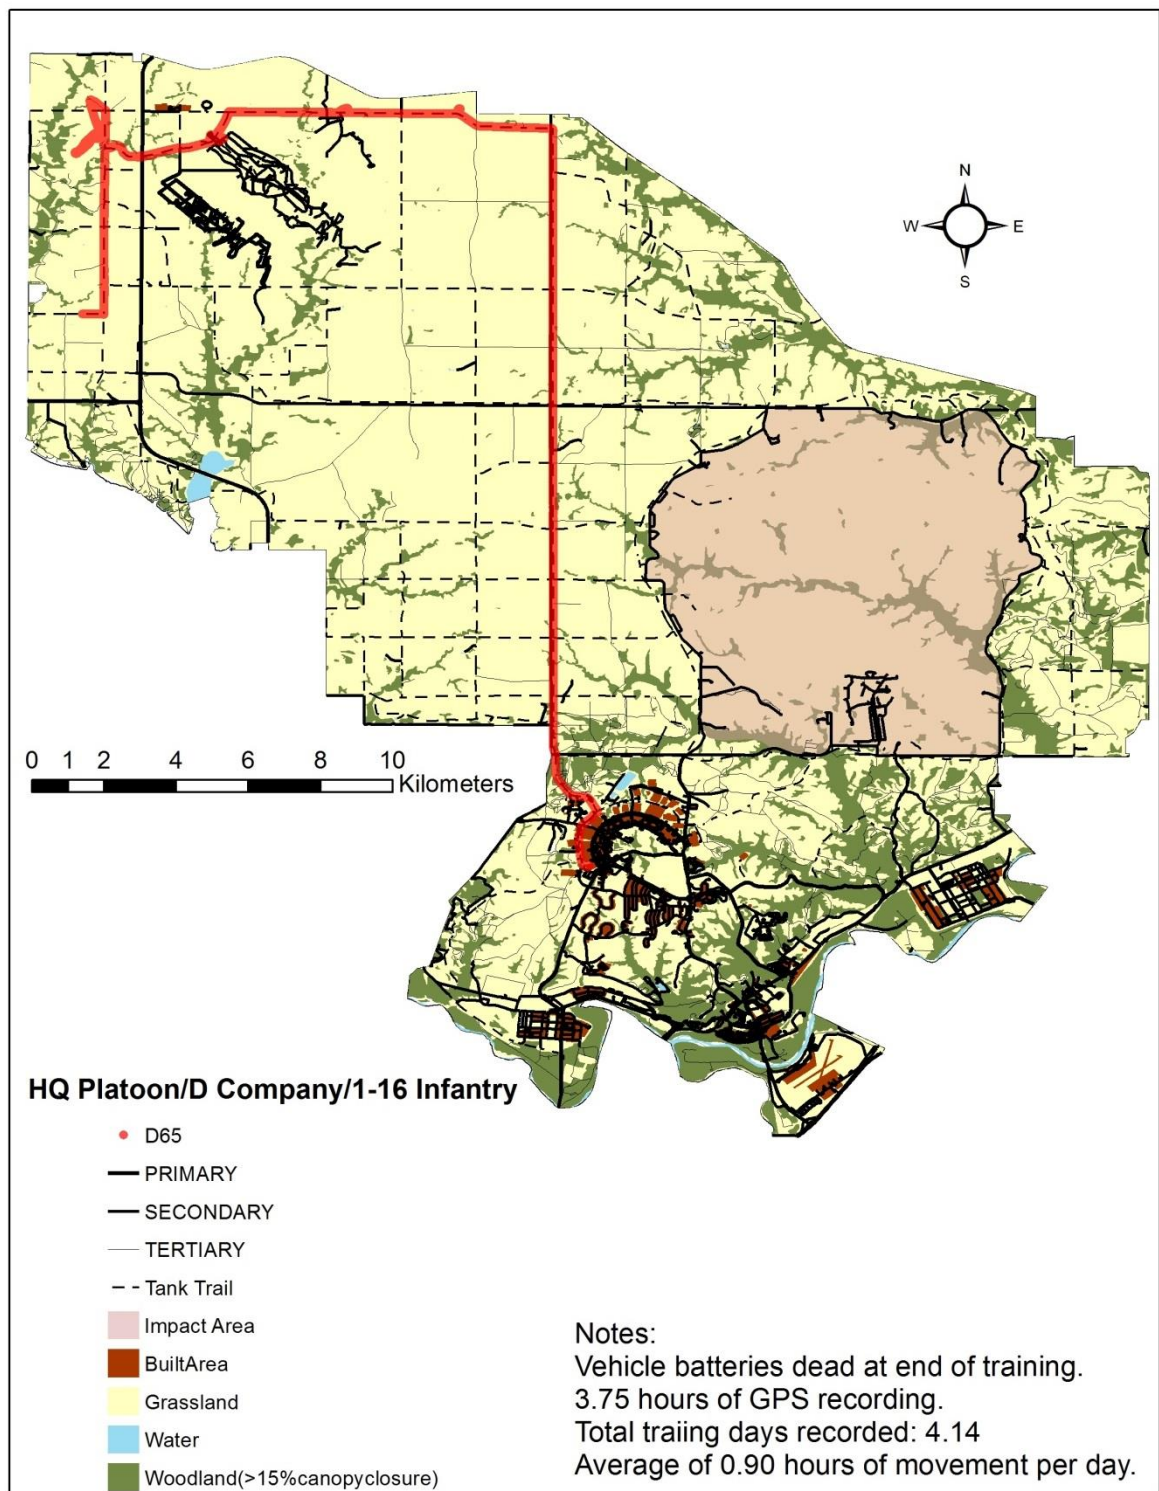 N
W E
S
0 1 2 4 6 8 10
Kilometers
HQ Platoon/D Company/1-16 Infantry
D65
PRIMARY
SECONDARY
TERTIARY
Tank Trail
Impact Area
BuiltArea
Grassland
Water
Woodland(>15%canopyclosure)
Notes:
Vehicle batteries dead at end of training.
3.75 hours of GPS recording.
Total traiing days recorded: 4.14
Average of 0.90 hours of movement per day.